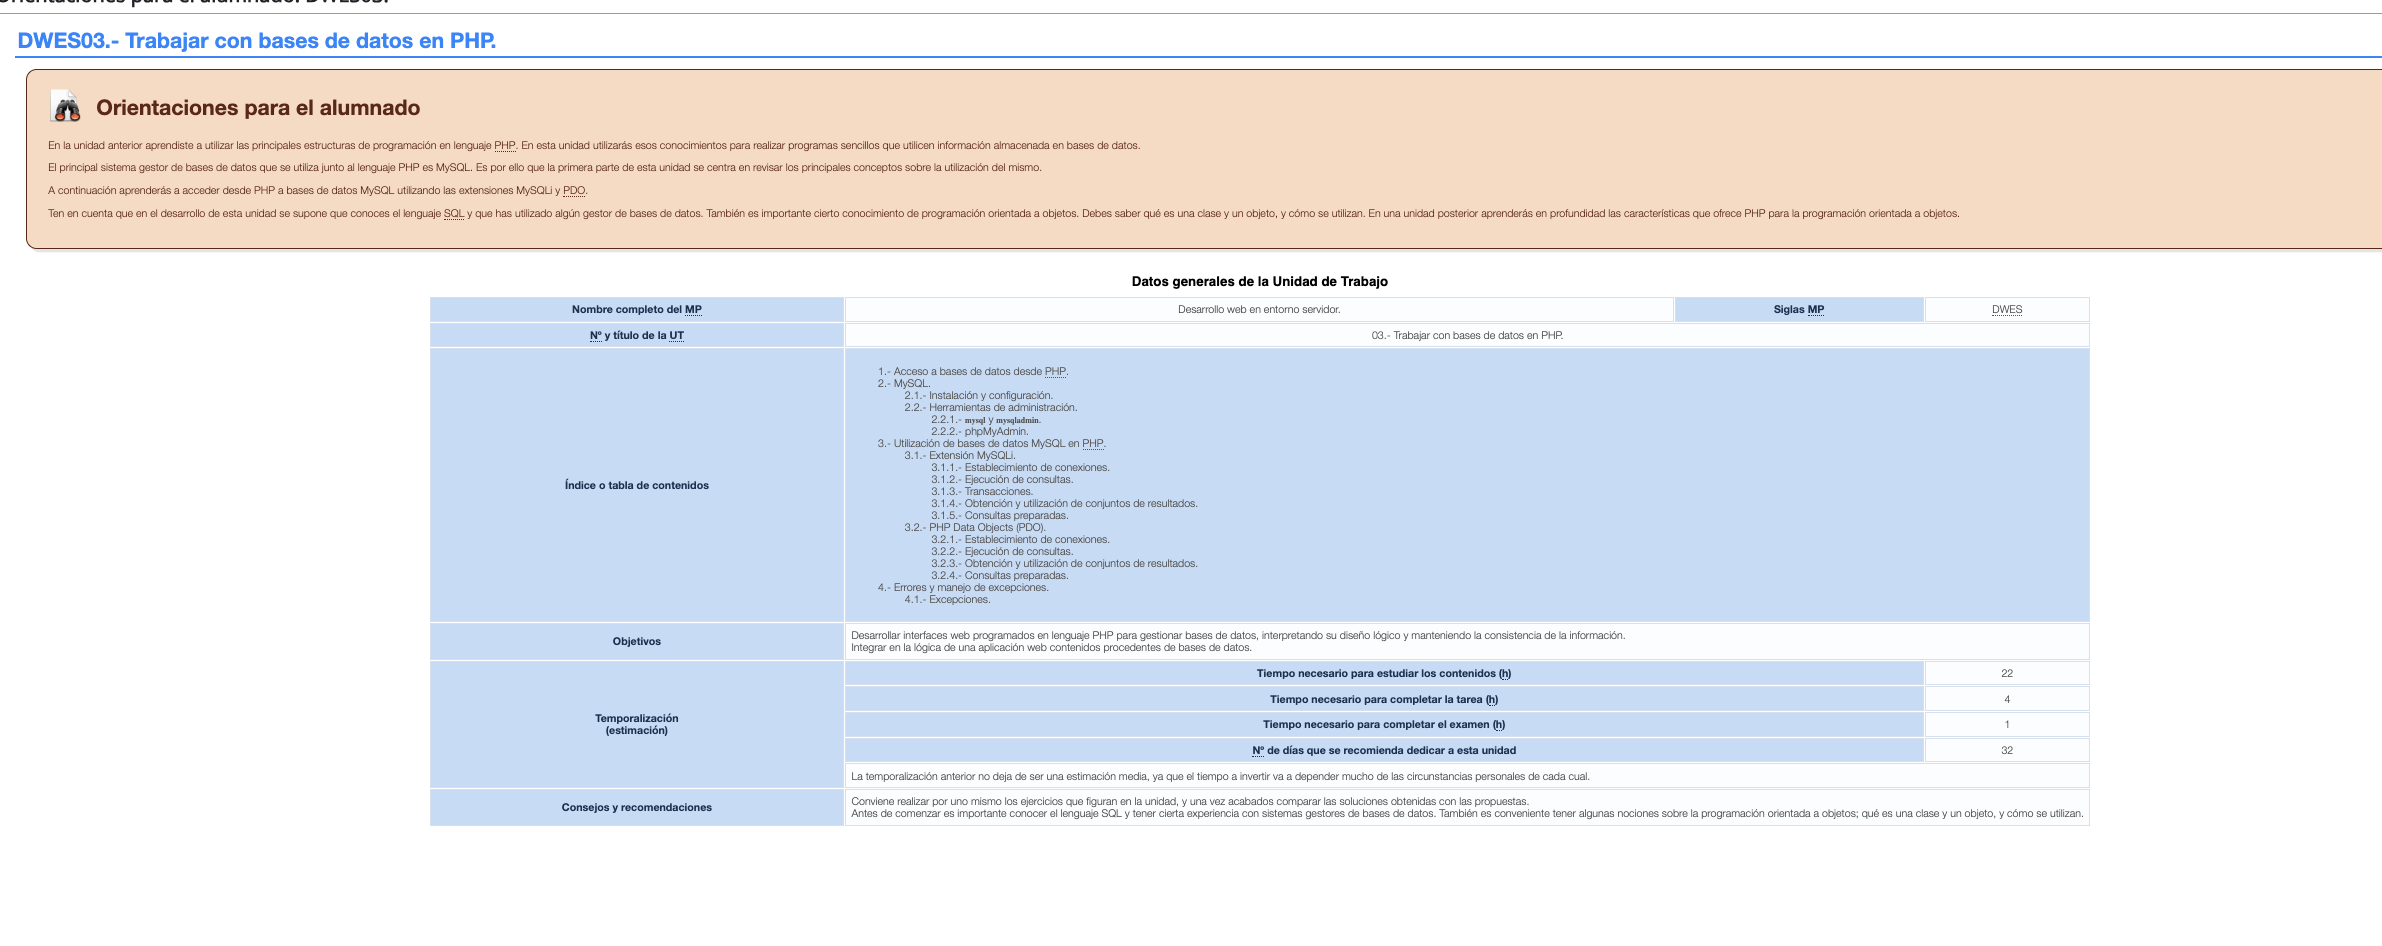 Orientaciones para el alumnado: DWES03.
DWES03.- Trabajar con bases de datos en PHP.
Orientaciones para el alumnado
En la unidad anterior aprendiste a utilizar las principales estructuras de programación en lenguaje PHP. En esta unidad utilizarás esos conocimientos para realizar programas sencillos que utilicen información almacenada en bases de datos.
El principal sistema gestor de bases de datos que se utiliza junto al lenguaje PHP es MySQL. Es por ello que la primera parte de esta unidad se centra en revisar los principales conceptos sobre la utilización del mismo.
A continuación aprenderás a acceder desde PHP a bases de datos MySQL utilizando las extensiones MySQLi y PDO.
Ten en cuenta que en el desarrollo de esta unidad se supone que conoces el lenguaje SQL y que has utilizado algún gestor de bases de datos. También es importante cierto conocimiento de programación orientada a objetos. Debes saber qué es una clase y un objeto, y cómo se utilizan. En una unidad posterior aprenderás en profundidad las características que ofrece PHP para la programación orientada a objetos.
Datos generales de la Unidad de Trabajo
Nombre completo del MP
Desarrollo web en entorno servidor.
Siglas MP
DWES
Nº y título de la UT
03.- Trabajar con bases de datos en PHP.
Índice o tabla de contenidos
1.- Acceso a bases de datos desde PHP.
2.- MySQL.
2.1.- Instalación y configuración.
2.2.- Herramientas de administración.
2.2.1.- mysql y mysqladmin.
2.2.2.- phpMyAdmin.
3.- Utilización de bases de datos MySQL en PHP.
3.1.- Extensión MySQLi.
3.1.1.- Establecimiento de conexiones.
3.1.2.- Ejecución de consultas.
3.1.3.- Transacciones.
3.1.4.- Obtención y utilización de conjuntos de resultados.
3.1.5.- Consultas preparadas.
3.2.- PHP Data Objects (PDO).
3.2.1.- Establecimiento de conexiones.
3.2.2.- Ejecución de consultas.
3.2.3.- Obtención y utilización de conjuntos de resultados.
3.2.4.- Consultas preparadas.
4.- Errores y manejo de excepciones.
4.1.- Excepciones.
Objetivos
Desarrollar interfaces web programados en lenguaje PHP para gestionar bases de datos, interpretando su diseño lógico y manteniendo la consistencia de la información.
Integrar en la lógica de una aplicación web contenidos procedentes de bases de datos.
Temporalización
(estimación)
Tiempo necesario para estudiar los contenidos (h)
22
Tiempo necesario para completar la tarea (h)
4
Tiempo necesario para completar el examen (h)
1
Nº de días que se recomienda dedicar a esta unidad
32
La temporalización anterior no deja de ser una estimación media, ya que el tiempo a invertir va a depender mucho de las circunstancias personales de cada cual.
Consejos y recomendaciones
Conviene realizar por uno mismo los ejercicios que figuran en la unidad, y una vez acabados comparar las soluciones obtenidas con las propuestas.
Antes de comenzar es importante conocer el lenguaje SQL y tener cierta experiencia con sistemas gestores de bases de datos. También es conveniente tener algunas nociones sobre la programación orientada a objetos; qué es una clase y un objeto, y cómo se utilizan.